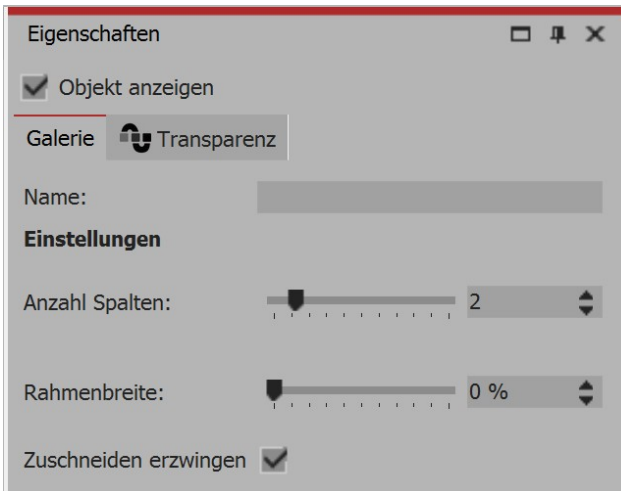 Eigenschaften
Objekt anzeigen
Galerie Transparenz
Name:
Einstellungen
Anzahl Spalten: 2
Rahmenbreite: 0 %
Zuschneiden erzwingen